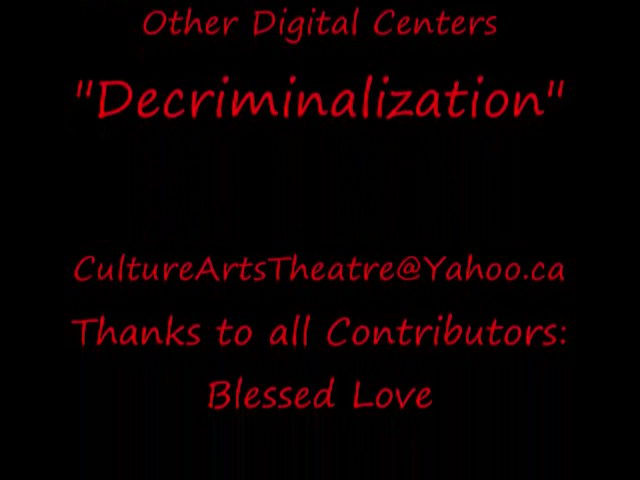 Other Digital Centers
"Decriminalization"
CultureArtsTheatre@Yahoo.ca
Thanks to all Contributors:
Blessed Love